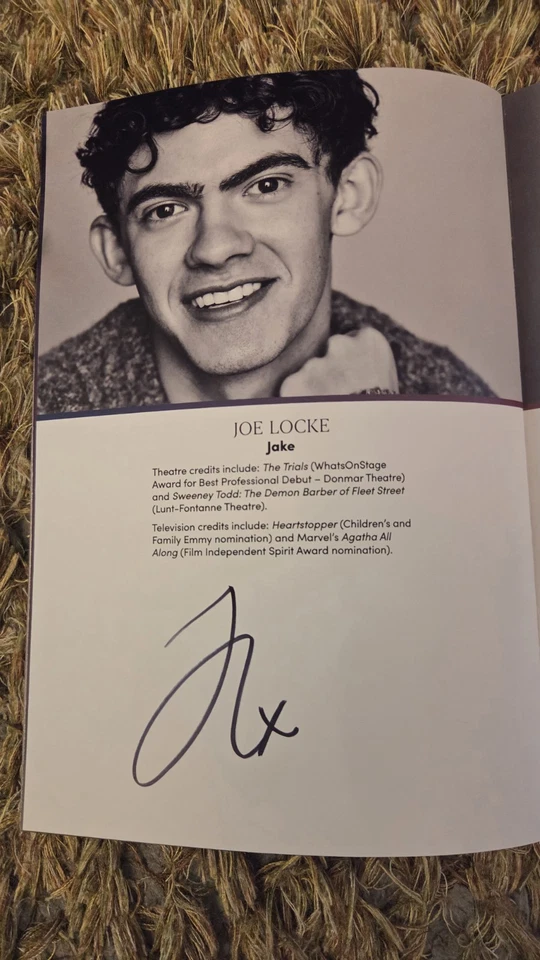 JOE LOCKE
Jake
Theatre credits include: The Trials (WhatsOnStage
Award for Best Professional Debut – Donmar Theatre)
and Sweeney Todd: The Demon Barber of Fleet Street
(Lunt-Fontanne Theatre).
Television credits include: Heartstopper (Children's and
Family Emmy nomination) and Marvel's Agatha All
Along (Film Independent Spirit Award nomination).